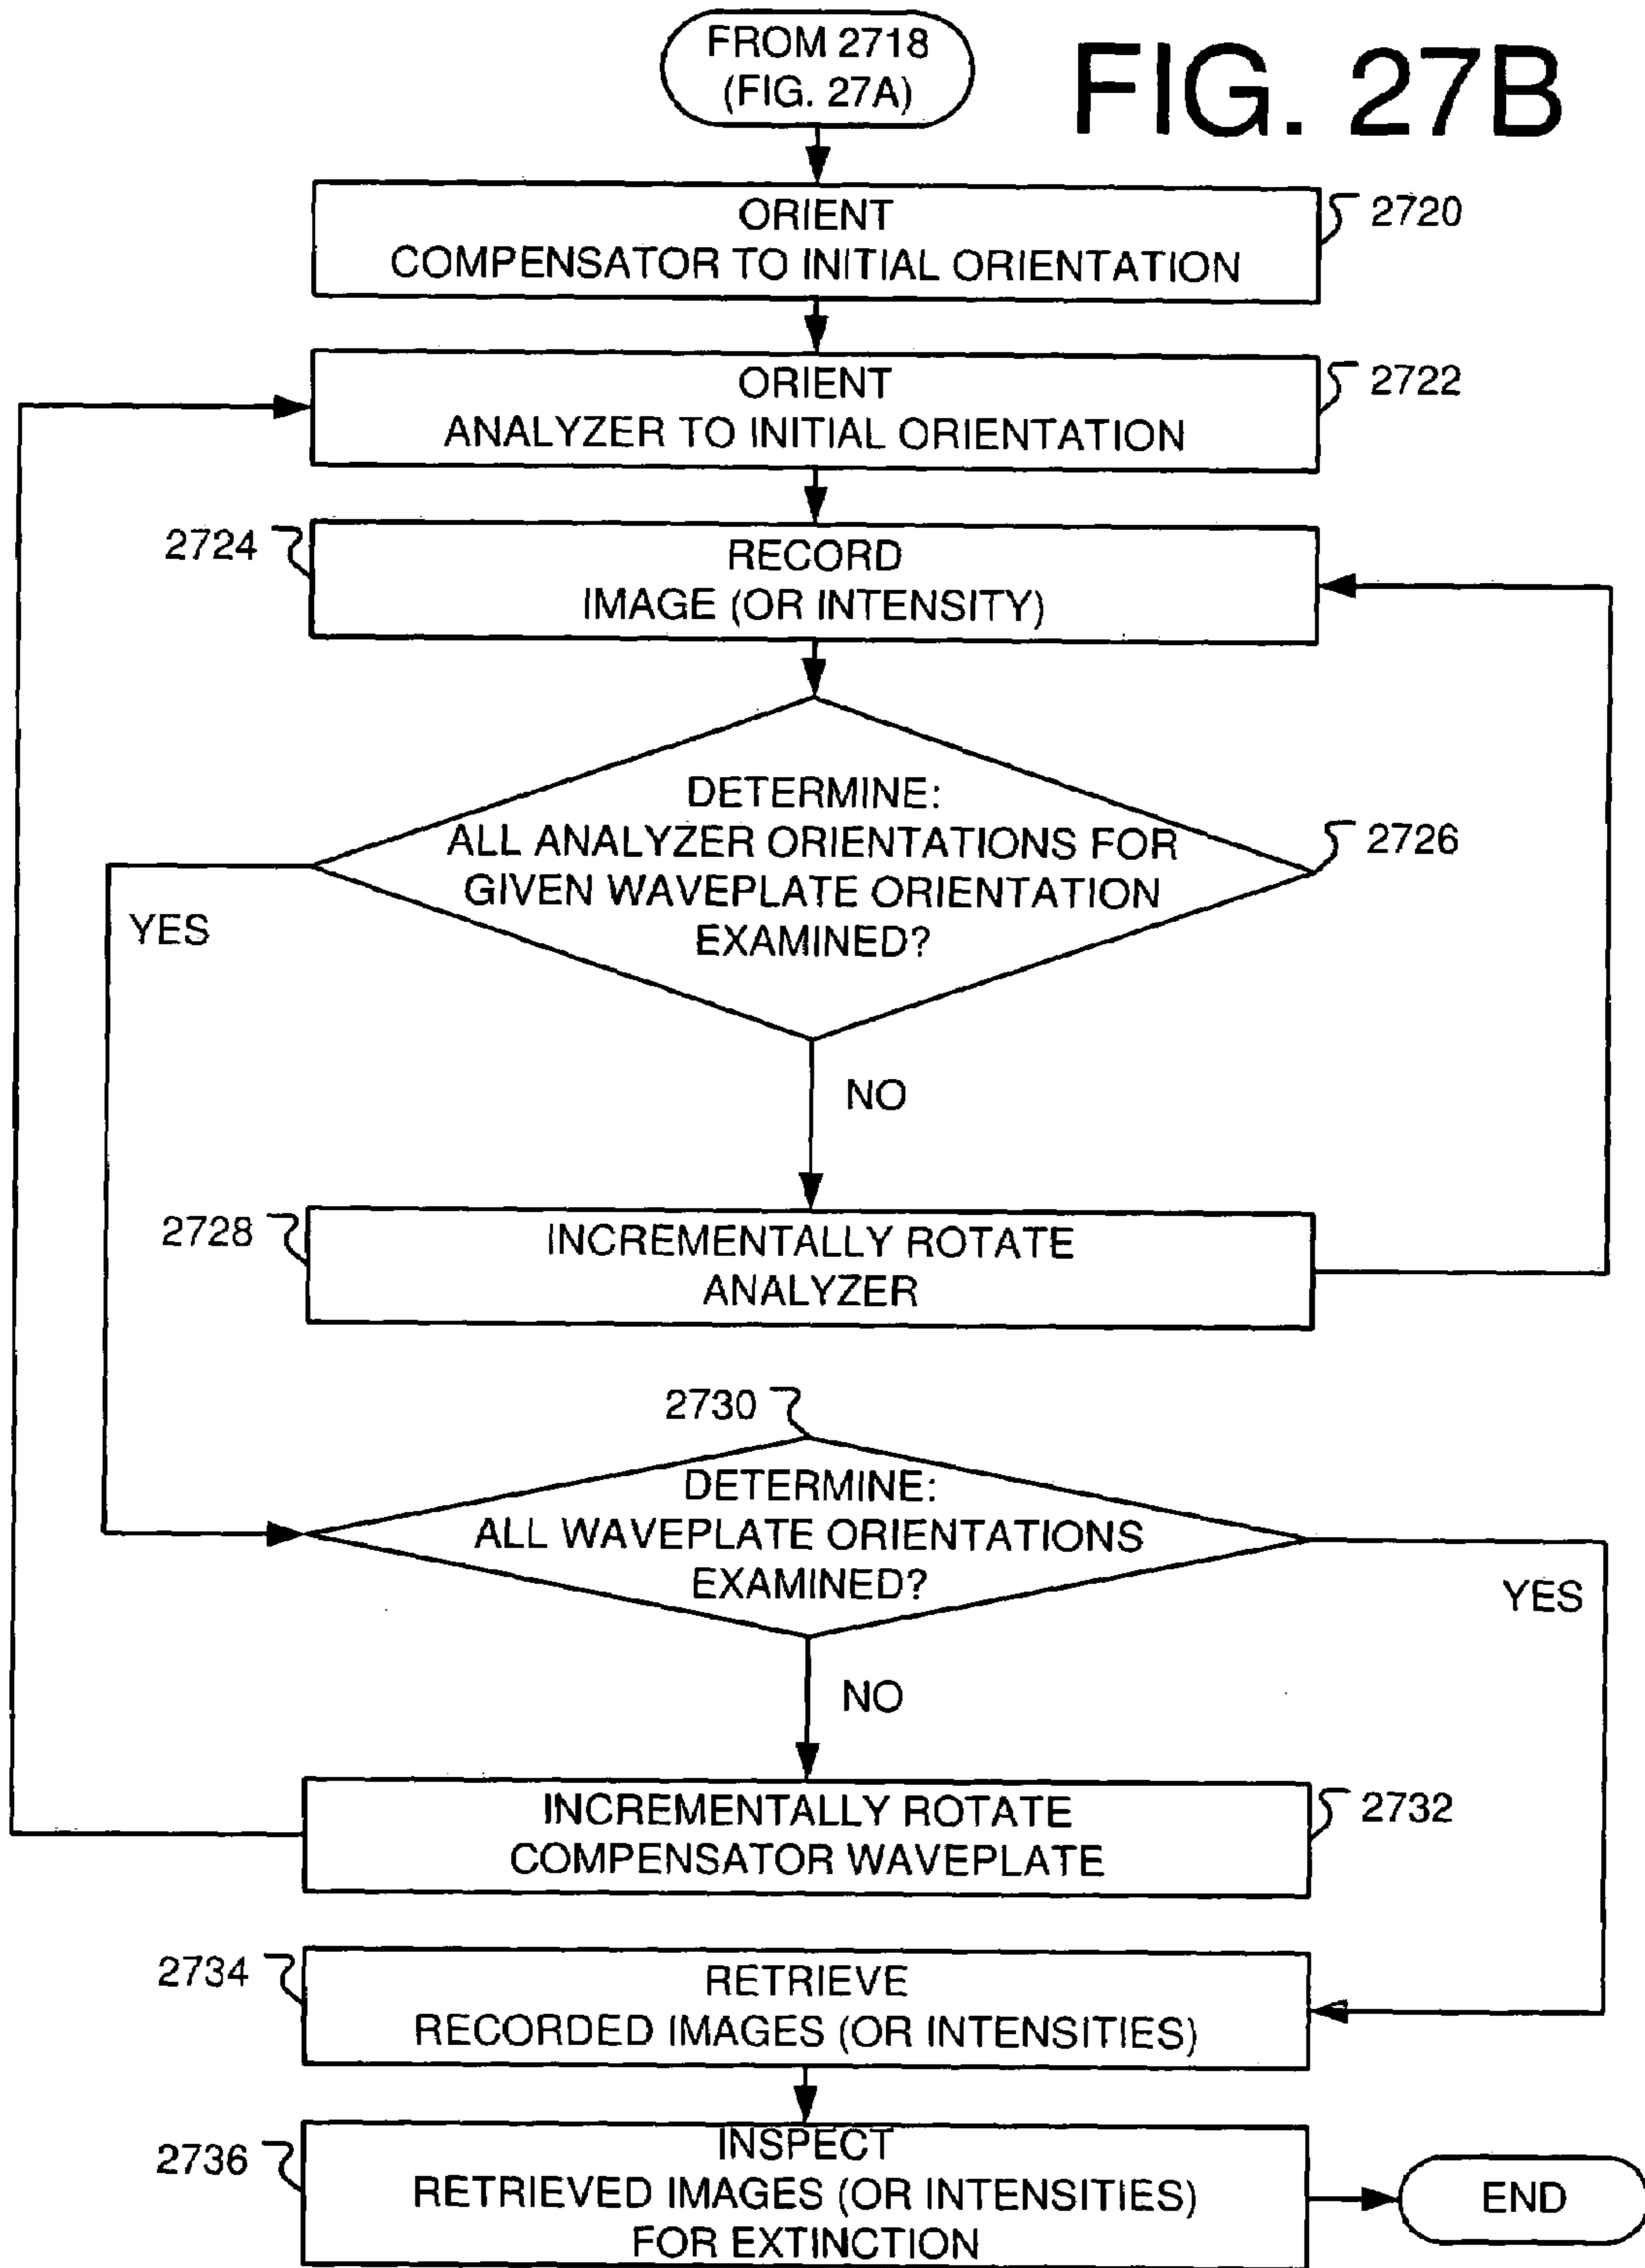 FROM 2718
(FIG. 27A)
FIG. 27B
ORIENT
COMPENSATOR TO INITIAL ORIENTATION
2720
ORIENT
ANALYZER TO INITIAL ORIENTATION
2722
2724
RECORD
IMAGE (OR INTENSITY)
DETERMINE:
ALL ANALYZER ORIENTATIONS FOR
GIVEN WAVEPLATE ORIENTATION
EXAMINED?
2726
YES
NO
2728
INCREMENTALLY ROTATE
ANALYZER
2730
DETERMINE:
ALL WAVEPLATE ORIENTATIONS
EXAMINED?
YES
NO
INCREMENTALLY ROTATE
COMPENSATOR WAVEPLATE
2732
2734
RETRIEVE
RECORDED IMAGES (OR INTENSITIES)
2736
INSPECT
RETRIEVED IMAGES (OR INTENSITIES)
FOR EXTINCTION
END